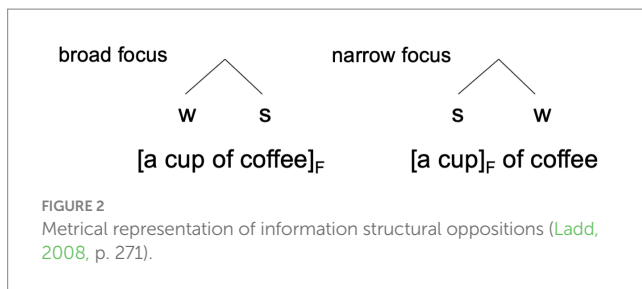 broad focus narrow focus
w s s w
[a cup of coffee]F [a cup]F of coffee
FIGURE 2
Metrical representation of information structural oppositions (Ladd,
2008, p. 271).